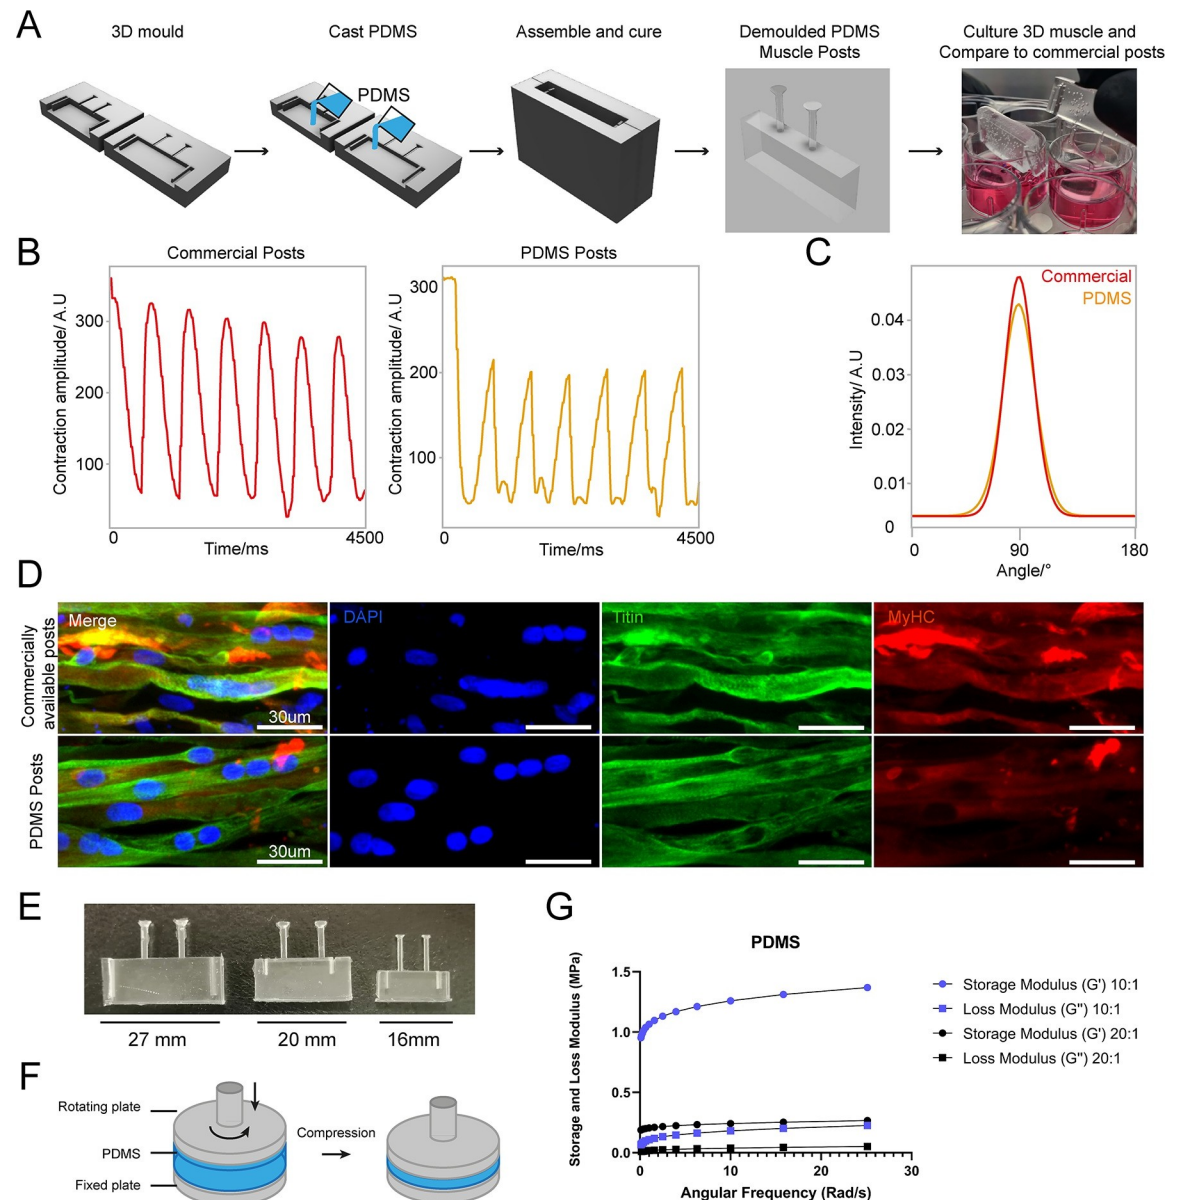 A
3D mould
Cast PDMS
Assemble and cure
Demoulded PDMS
Muscle Posts
Culture 3D muscle and
Compare to commercial posts
PDMS
B
Commercial Posts
Contraction amplitude/ A.U
300
200
100
0
4500
Time/ms
PDMS Posts
Contraction amplitude/ A.U
300
200
100
0
4500
Time/ms
C
Commercial
PDMS
Intensity/ A.U
0.04
0.03
0.02
0.01
0
0
90
180
Angle/°
D
Commercially
available posts
Merge
DAPI
Titin
MyHC
30um
PDMS Posts
30um
E
27 mm
20 mm
16mm
F
Rotating plate
PDMS
Fixed plate
Compression
G
PDMS
Storage and Loss Modulus (MPa)
1.5
1.0
0.5
0.0
0
10
20
30
Angular Frequency (Rad/s)
Storage Modulus (G') 10:1
Loss Modulus (G") 10:1
Storage Modulus (G') 20:1
Loss Modulus (G") 20:1